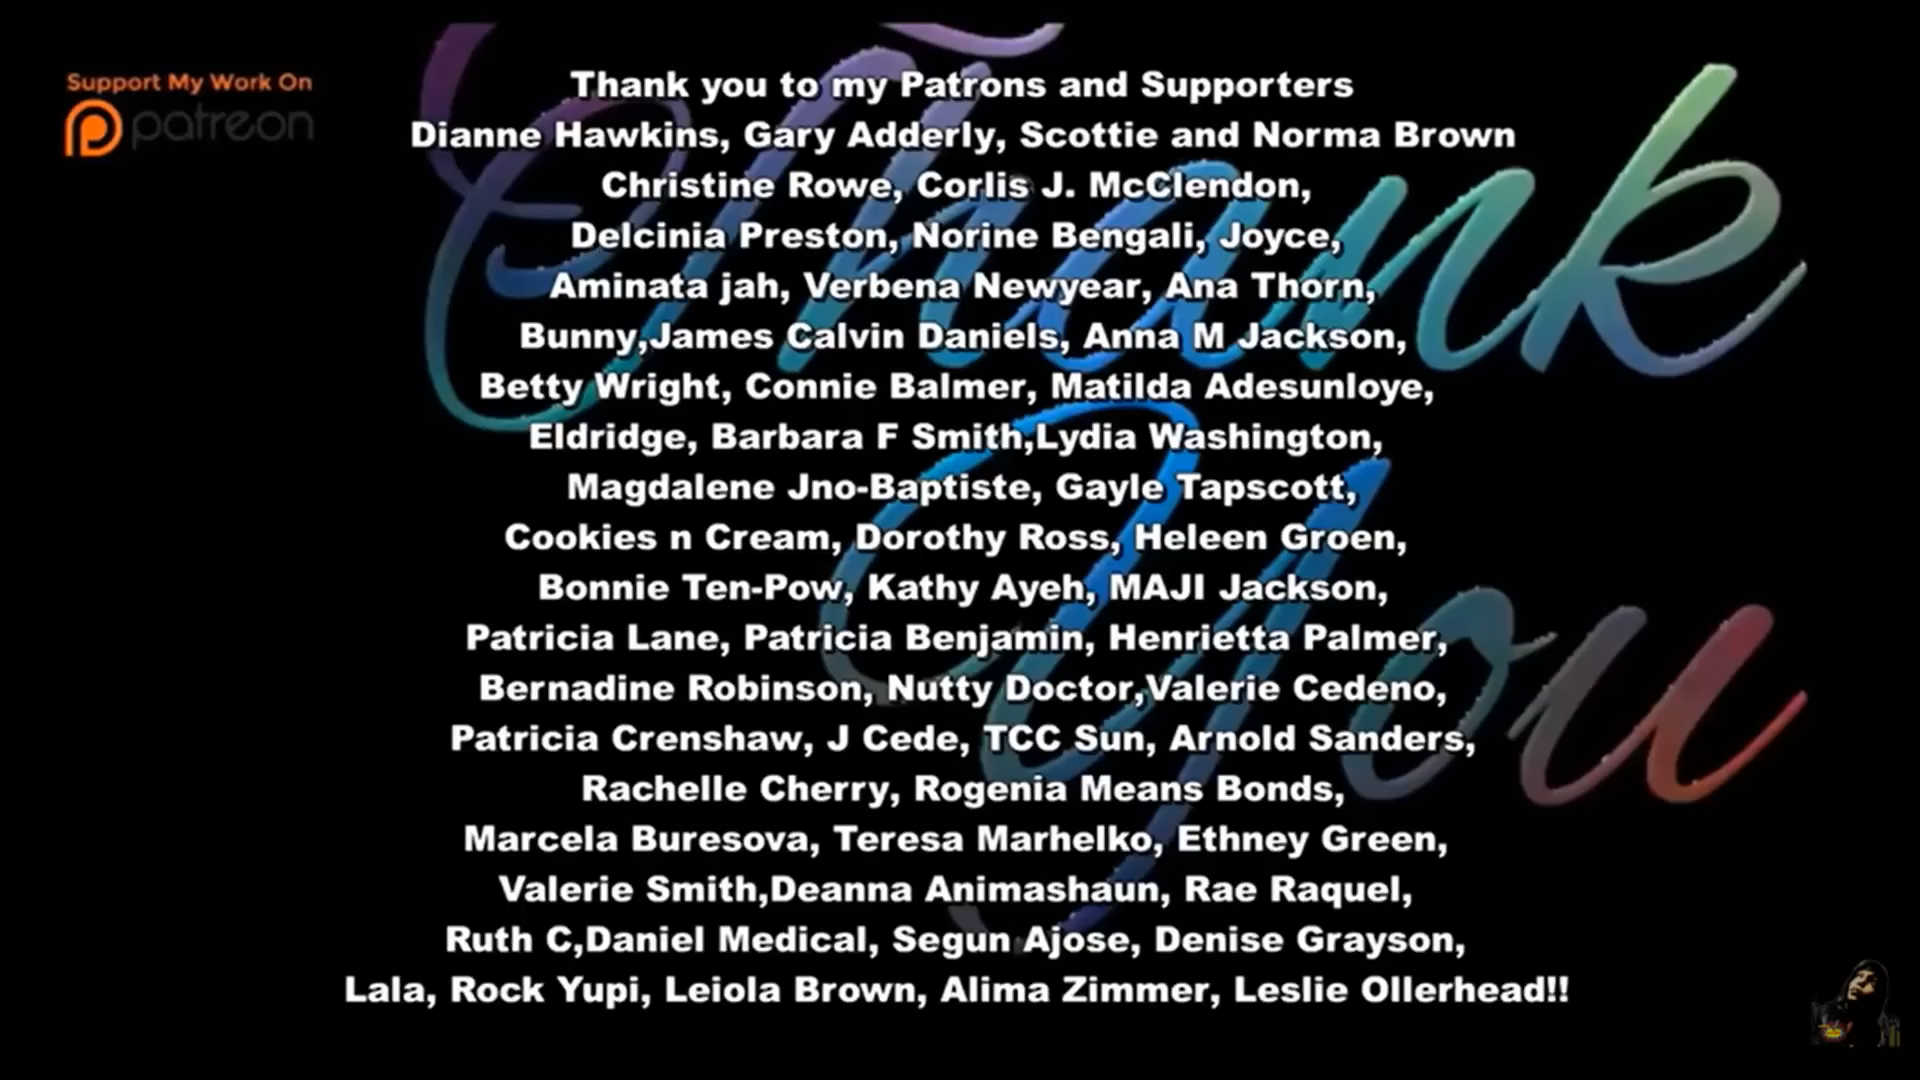 Support My Work On
patreon
Thank you to my Patrons and Supporters
Dianne Hawkins, Gary Adderly, Scottie and Norma Brown
Christine Rowe, Corlis J. McClendon,
Delcinia Preston, Norine Bengali, Joyce,
Aminata jah, Verbena Newyear, Ana Thorn,
Bunny,James Calvin Daniels, Anna M Jackson,
Betty Wright, Connie Balmer, Matilda Adesunloye,
Eldridge, Barbara F Smith,Lydia Washington,
Magdalene Jno-Baptiste, Gayle Tapscott,
Cookies n Cream, Dorothy Ross, Heleen Groen,
Bonnie Ten-Pow, Kathy Ayeh, MAJI Jackson,
Patricia Lane, Patricia Benjamin, Henrietta Palmer,
Bernadine Robinson, Nutty Doctor,Valerie Cedeno,
Patricia Crenshaw, J Cede, TCC Sun, Arnold Sanders,
Rachelle Cherry, Rogenia Means Bonds,
Marcela Buresova, Teresa Marhelko, Ethney Green,
Valerie Smith,Deanna Animashaun, Rae Raquel,
Ruth C,Daniel Medical, Segun Ajose, Denise Grayson,
Lala, Rock Yupi, Leiola Brown, Alima Zimmer, Leslie Ollerhead!!
Thank
You